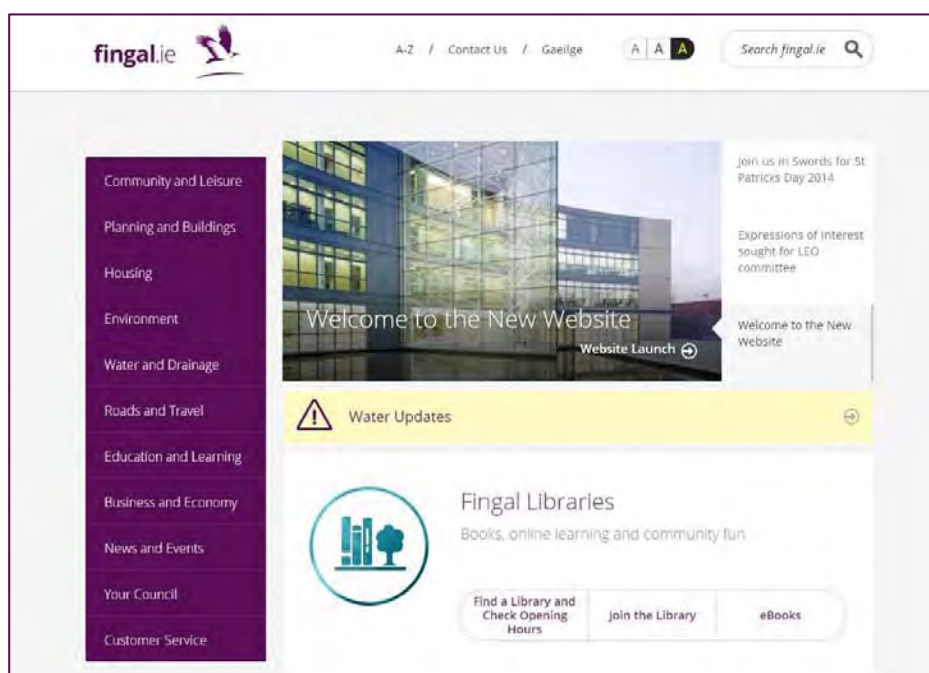 fingal.ie
A-Z / Contact Us / Gaeilge
A A A
Search fingal.ie
Community and Leisure
Planning and Buildings
Housing
Environment
Water and Drainage
Roads and Travel
Education and Learning
Business and Economy
News and Events
Your Council
Customer Service
Welcome to the New Website
Website Launch
Join us in Swords for St
Patricks Day 2014
Expressions of Interest
sought for LEO
committee
Welcome to the New
Website
Water Updates
Fingal Libraries
Books, online learning and community fun
Find a Library and
Check Opening
Hours
Join the Library
eBooks